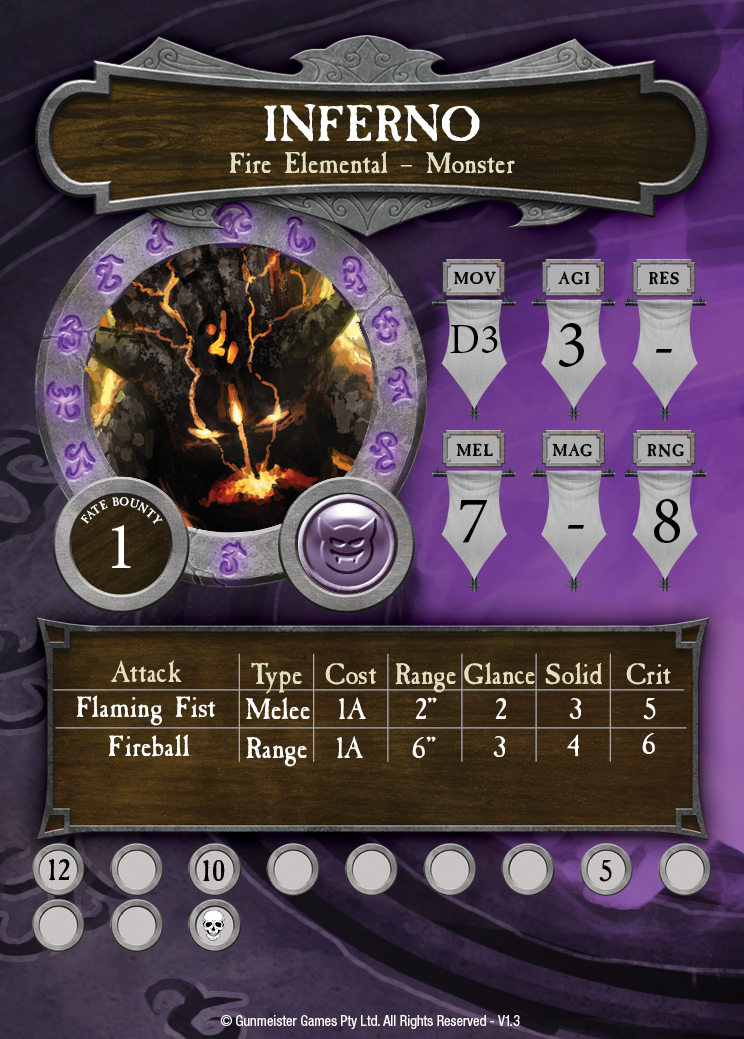 INFERNO
Fire Elemental – Monster
MOV AGI RES
D3 3 -
MEL MAG RNG
7 - 8
FATE BOUNTY
1
Attack Type Cost Range Glance Solid Crit
Flaming Fist Melee 1A 2” 2 3 5
Fireball Range 1A 6” 3 4 6
12 10 5
© Gunmeister Games Pty Ltd. All Rights Reserved - V1.3